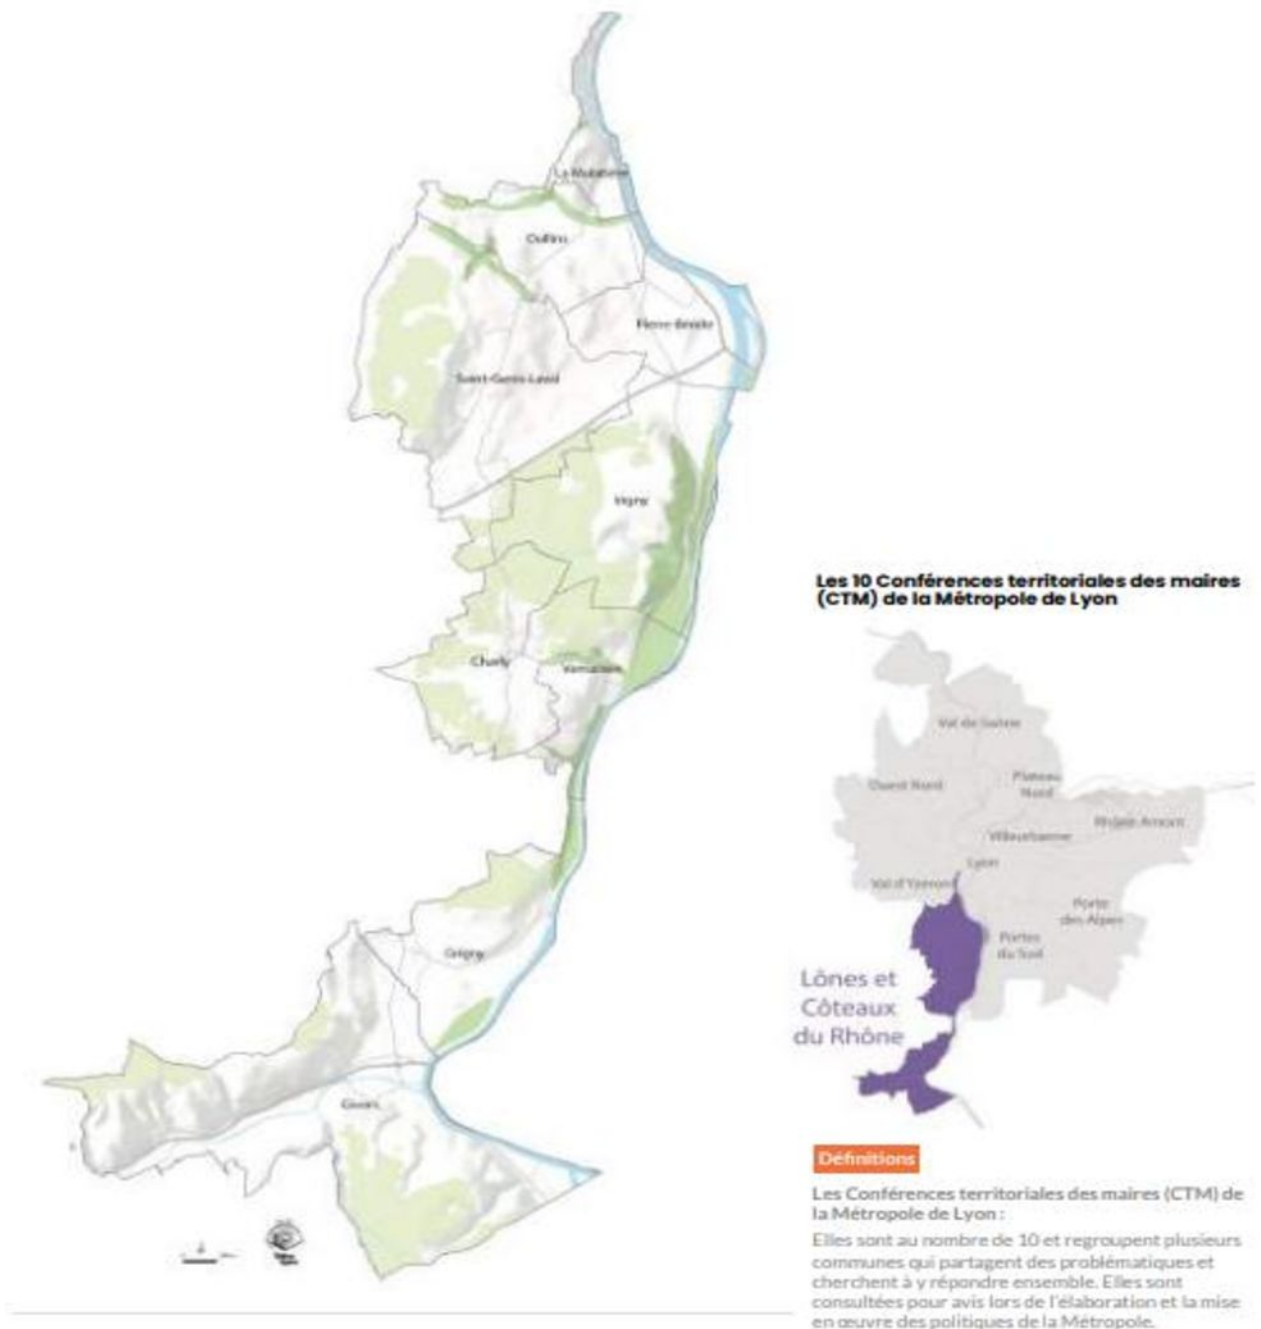 La Mulatière
Oullins
Pierre-Bénite
Saint-Genis-Laval
Irigny
Charly
Vernaison
Grigny
Givors
Les 10 Conférences territoriales des maires
(CTM) de la Métropole de Lyon
Val de Saône
Ouest Nord
Plateau
Nord
Rhône Amont
Villeurbanne
Lyon
Val d'Yzeron
Porte
des Alpes
Portes
du Sud
Lônes et
Côteaux
du Rhône
Définitions
Les Conférences territoriales des maires (CTM) de
la Métropole de Lyon :
Elles sont au nombre de 10 et regroupent plusieurs
communes qui partagent des problématiques et
cherchent à y répondre ensemble. Elles sont
consultées pour avis lors de l'élaboration et la mise
en œuvre des politiques de la Métropole.